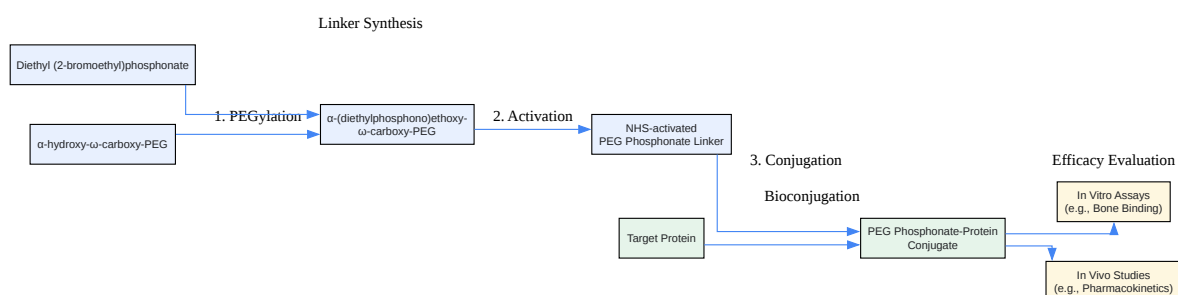 Linker Synthesis
Diethyl (2-bromoethyl)phosphonate
α-hydroxy-ω-carboxy-PEG
1. PEGylation
α-(diethylphosphono)ethoxy-
ω-carboxy-PEG
2. Activation
NHS-activated
PEG Phosphonate Linker
3. Conjugation
Bioconjugation
Target Protein
PEG Phosphonate-Protein
Conjugate
Efficacy Evaluation
In Vitro Assays
(e.g., Bone Binding)
In Vivo Studies
(e.g., Pharmacokinetics)